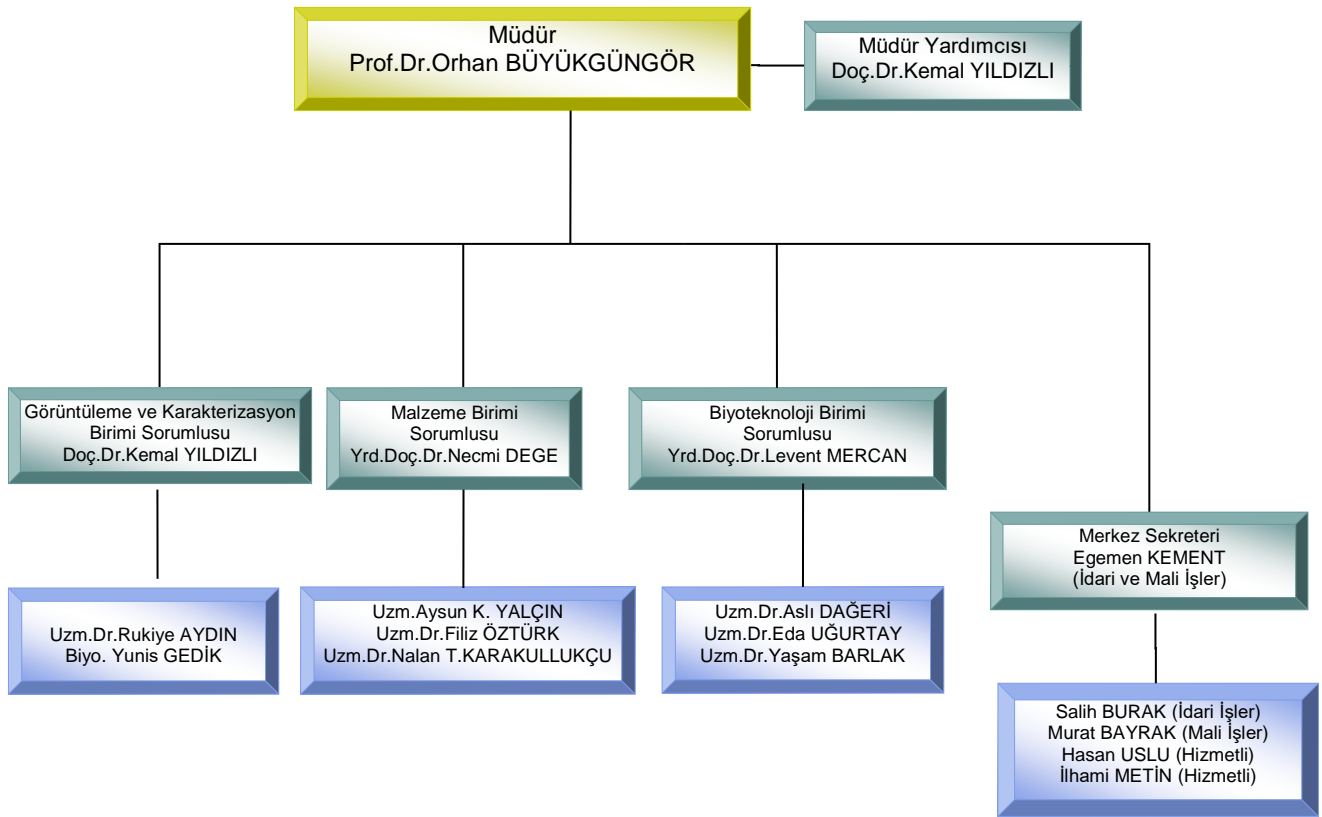 Müdür
Prof.Dr.Orhan BÜYÜKGÜNGÖR
Müdür Yardımcısı
Doç.Dr.Kemal YILDIZLI
Görüntüleme ve Karakterizasyon
Birimi Sorumlusu
Doç.Dr.Kemal YILDIZLI
Malzeme Birimi
Sorumlusu
Yrd.Doç.Dr.Necmi DEGE
Biyoteknoloji Birimi
Sorumlusu
Yrd.Doç.Dr.Levent MERCAN
Merkez Sekreteri
Egemen KEMENT
(İdari ve Mali İşler)
Uzm.Dr.Rukiye AYDIN
Biyo. Yunis GEDİK
Uzm.Aysun K. YALÇIN
Uzm.Dr.Filiz ÖZTÜRK
Uzm.Dr.Nalan T.KARAKULLUKÇU
Uzm.Dr.Aslı DAĞERİ
Uzm.Dr.Eda UĞURTAY
Uzm.Dr.Yaşam BARLAK
Salih BURAK (İdari İşler)
Murat BAYRAK (Mali İşler)
Hasan USLU (Hizmetli)
İlhami METİN (Hizmetli)